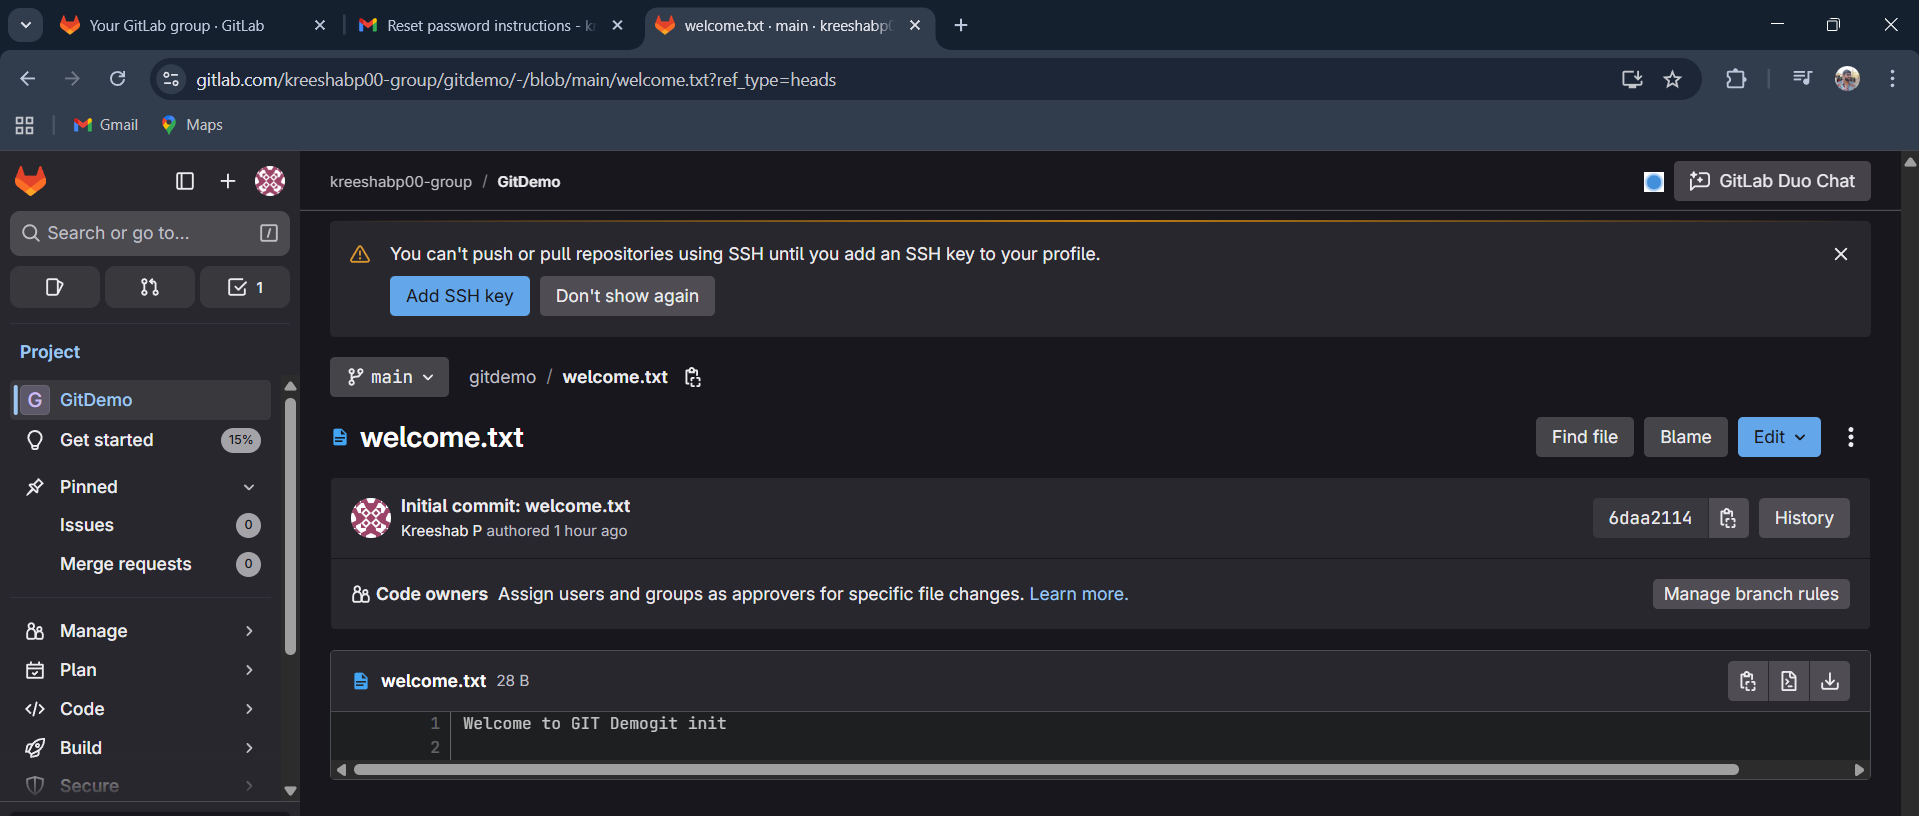 Your GitLab group · GitLab
Reset password instructions - k
welcome.txt · main · kreeshabp0
gitlab.com/kreeshabp00-group/gitdemo/-/blob/main/welcome.txt?ref_type=heads
Gmail
Maps
kreeshabp00-group / GitDemo
GitLab Duo Chat
Search or go to...
/
You can't push or pull repositories using SSH until you add an SSH key to your profile.
Add SSH key
Don't show again
1
Project
main
gitdemo / welcome.txt
G GitDemo
Get started 15%
welcome.txt
Find file
Blame
Edit
Pinned
Issues 0
Merge requests 0
Initial commit: welcome.txt
Kreeshab P authored 1 hour ago
6daa2114
History
Code owners Assign users and groups as approvers for specific file changes. Learn more.
Manage branch rules
Manage
Plan
Code
Build
Secure
welcome.txt 28 B
1 Welcome to GIT Demogit init
2